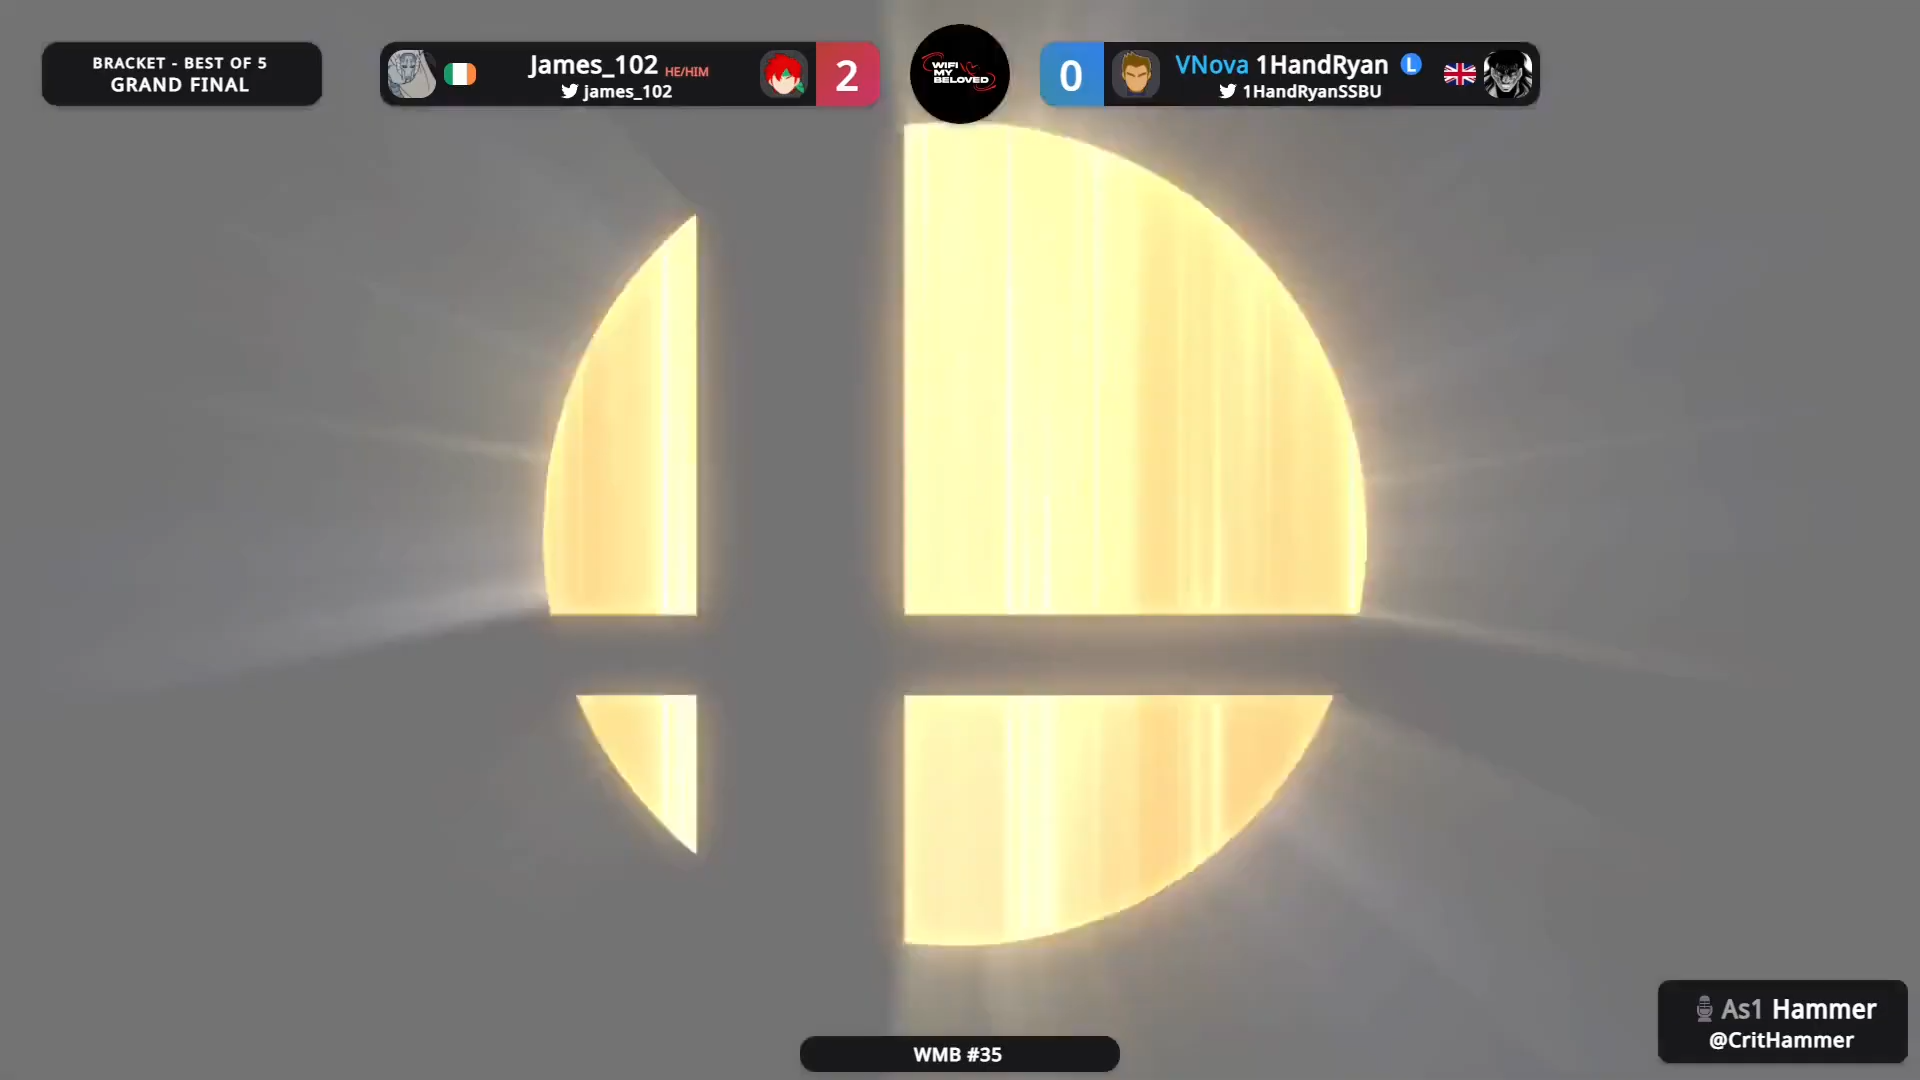 BRACKET - BEST OF 5
GRAND FINAL
James_102 HE/HIM
james_102
2
WIFI
MY
BELOVED
0
VNova 1HandRyan L
1HandRyanSSBU
As1 Hammer
@CritHammer
WMB #35